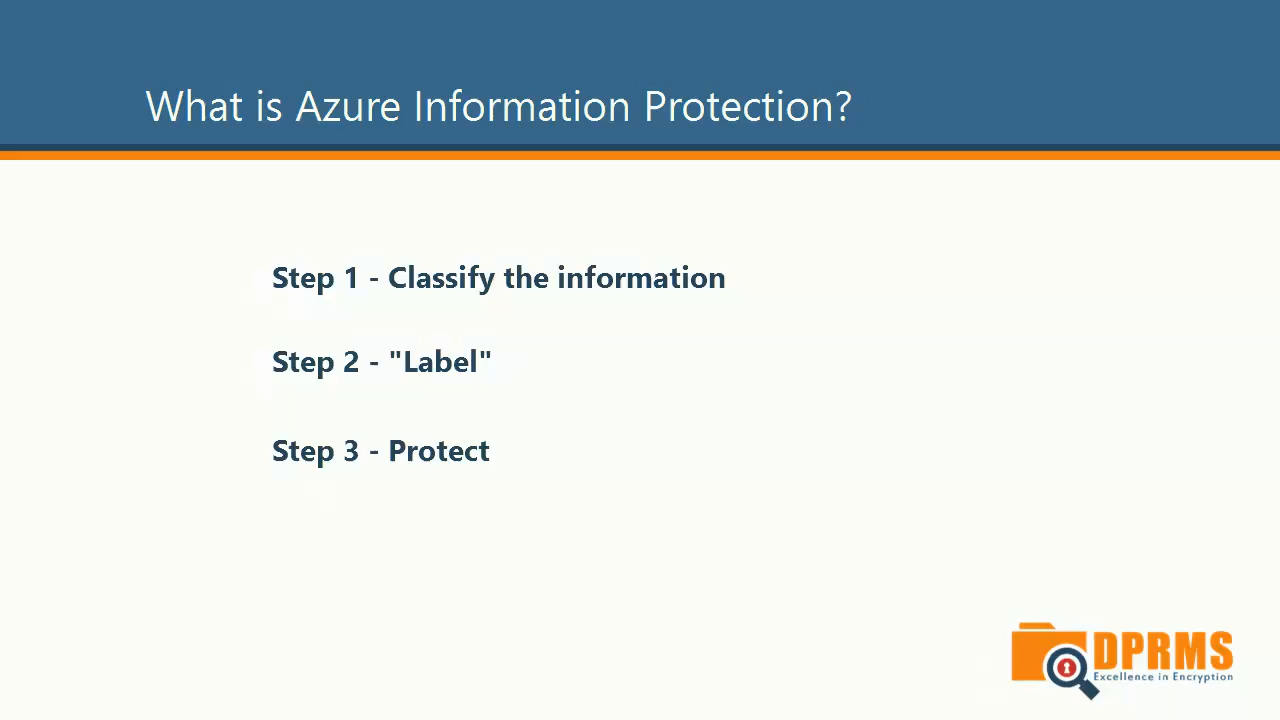 What is Azure Information Protection?
Step 1 - Classify the information
Step 2 - "Label"
Step 3 - Protect
DPRMS
Excellence in Encryption